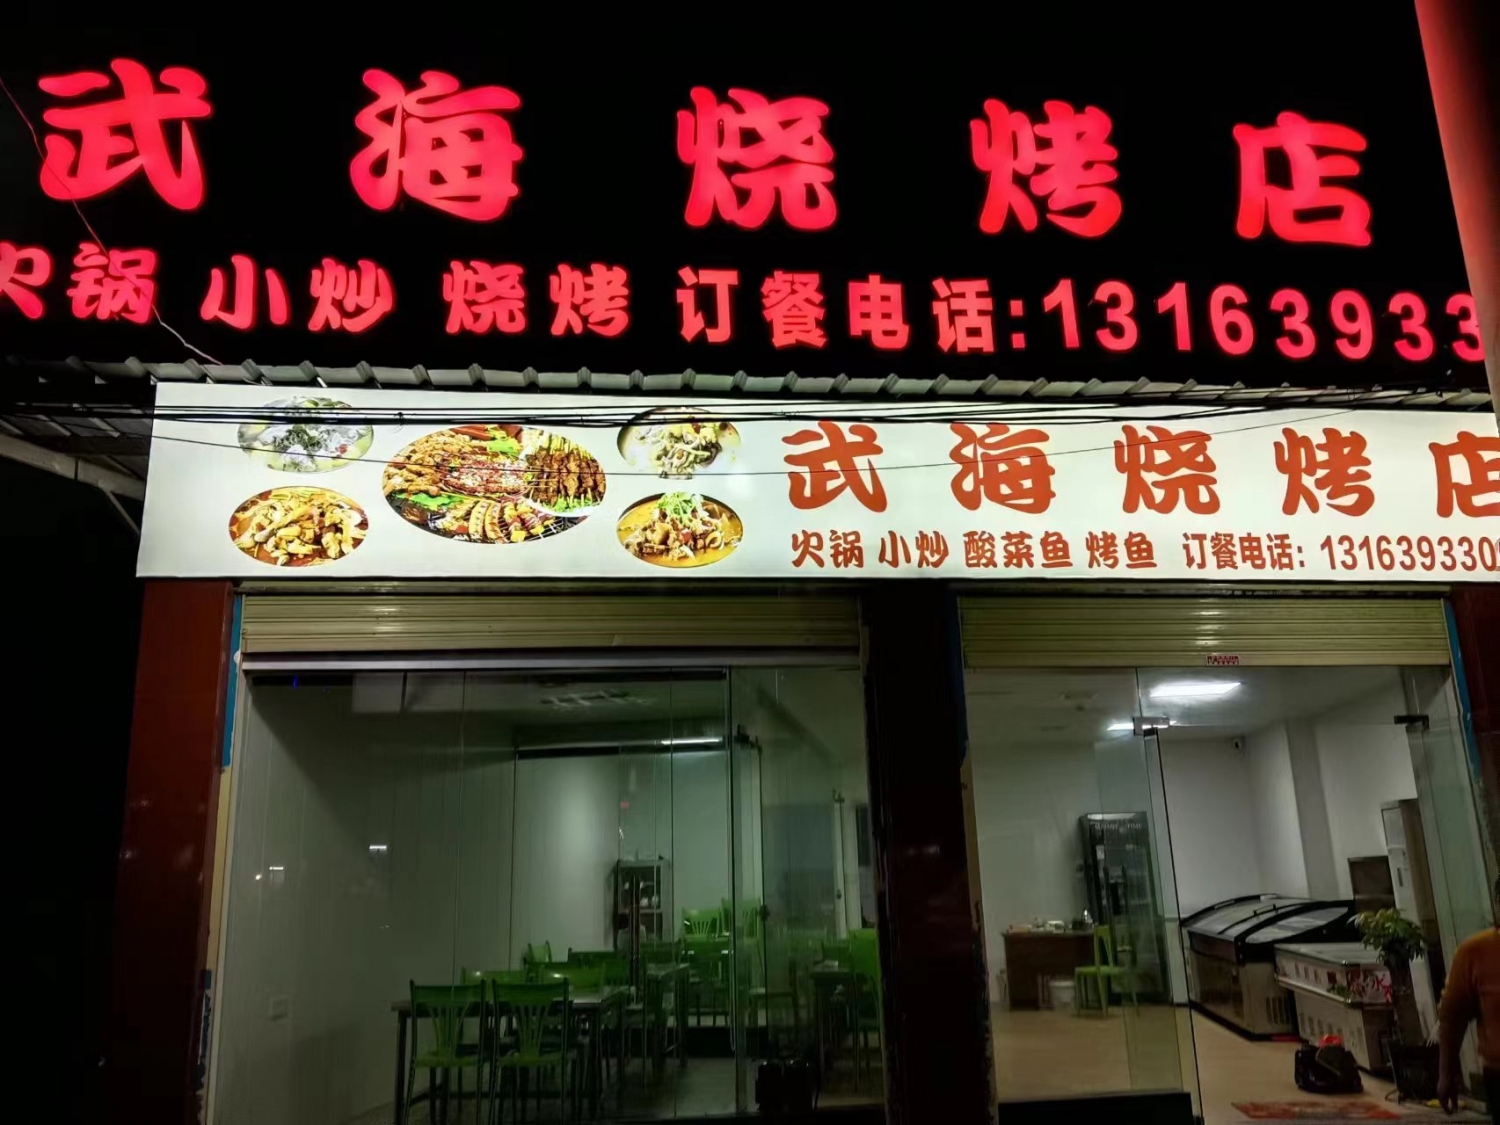 武海烧烤店
火锅 小炒 烧烤 订餐电话:13163933
武海烧烤店
火锅 小炒 酸菜鱼 烤鱼 订餐电话: 131639330